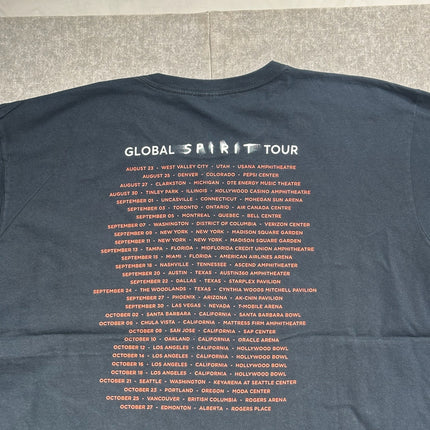 GLOBAL SPIRIT TOUR
AUGUST 23 • WEST VALLEY CITY • UTAH • USANA AMPHITHEATRE
AUGUST 25 • DENVER • COLORADO • PEPSI CENTER
AUGUST 27 • CLARKSTON • MICHIGAN • DTE ENERGY MUSIC THEATRE
AUGUST 30 • TINLEY PARK • ILLINOIS • HOLLYWOOD CASINO AMPHITHEATRE
SEPTEMBER 01 • UNCASVILLE • CONNECTICUT • MOHEGAN SUN ARENA
SEPTEMBER 03 • TORONTO • ONTARIO • AIR CANADA CENTRE
SEPTEMBER 05 • MONTREAL • QUEBEC • BELL CENTRE
SEPTEMBER 07 • WASHINGTON • DISTRICT OF COLUMBIA • VERIZON CENTER
SEPTEMBER 09 • NEW YORK • NEW YORK • MADISON SQUARE GARDEN
SEPTEMBER 11 • NEW YORK • NEW YORK • MADISON SQUARE GARDEN
SEPTEMBER 13 • TAMPA • FLORIDA • MIDFLORIDA CREDIT UNION AMPHITHEATRE
SEPTEMBER 15 • MIAMI • FLORIDA • AMERICAN AIRLINES ARENA
SEPTEMBER 18 • NASHVILLE • TENNESSEE • ASCEND AMPHITHEATER
SEPTEMBER 20 • AUSTIN • TEXAS • AUSTIN360 AMPHITHEATER
SEPTEMBER 22 • DALLAS • TEXAS • STARPLEX PAVILION
SEPTEMBER 24 • THE WOODLANDS • TEXAS • CYNTHIA WOODS MITCHELL PAVILION
SEPTEMBER 27 • PHOENIX • ARIZONA • AK-CHIN PAVILION
SEPTEMBER 30 • LAS VEGAS • NEVADA • T-MOBILE ARENA
OCTOBER 02 • SANTA BARBARA • CALIFORNIA • SANTA BARBARA BOWL
OCTOBER 06 • CHULA VISTA • CALIFORNIA • MATTRESS FIRM AMPHITHEATRE
OCTOBER 08 • SAN JOSE • CALIFORNIA • SAP CENTER
OCTOBER 10 • OAKLAND • CALIFORNIA • ORACLE ARENA
OCTOBER 12 • LOS ANGELES • CALIFORNIA • HOLLYWOOD BOWL
OCTOBER 14 • LOS ANGELES • CALIFORNIA • HOLLYWOOD BOWL
OCTOBER 16 • LOS ANGELES • CALIFORNIA • HOLLYWOOD BOWL
OCTOBER 18 • LOS ANGELES • CALIFORNIA • HOLLYWOOD BOWL
OCTOBER 21 • SEATTLE • WASHINGTON • KEYARENA AT SEATTLE CENTER
OCTOBER 23 • PORTLAND • OREGON • MODA CENTER
OCTOBER 25 • VANCOUVER • BRITISH COLUMBIA • ROGERS ARENA
OCTOBER 27 • EDMONTON • ALBERTA • ROGERS PLACE